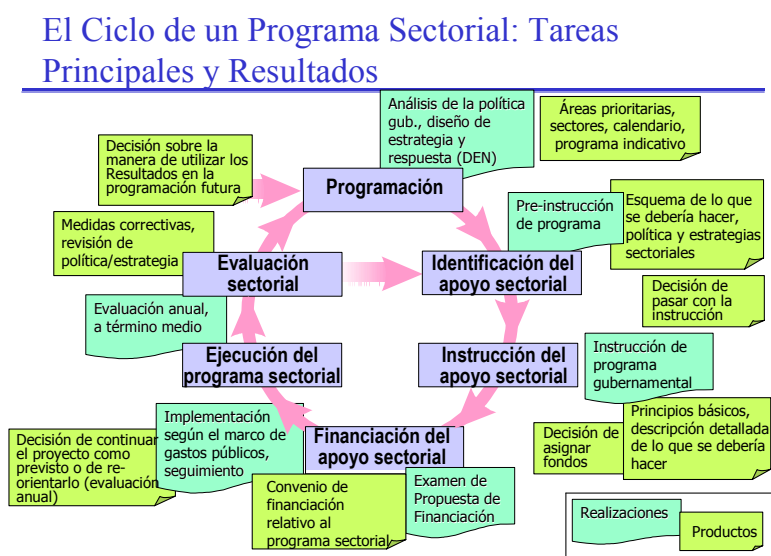 El Ciclo de un Programa Sectorial: Tareas
Principales y Resultados
Análisis de la política
gub., diseño de
estrategia y
respuesta (DEN)
Áreas prioritarias,
sectores, calendario,
programa indicativo
Decisión sobre la
manera de utilizar los
Resultados en la
programación futura
Programación
Pre-instrucción
de programa
Esquema de lo que
se debería hacer,
política y estrategias
sectoriales
Medidas correctivas,
revisión de
política/estrategia
Evaluación
sectorial
Identificación del
apoyo sectorial
Decisión de
pasar con la
instrucción
Evaluación anual,
a término medio
Ejecución del
programa sectorial
Instrucción del
apoyo sectorial
Instrucción de
programa
gubernamental
Decisión de continuar
el proyecto como
previsto o de re-
orientarlo (evaluación
anual)
Implementación
según el marco de
gastos públicos,
seguimiento
Financiación del
apoyo sectorial
Decisión de
asignar
fondos
Principios básicos,
descripción detallada
de lo que se debería
hacer
Convenio de
financiación
relativo al
programa sectorial
Examen de
Propuesta de
Financiación
Realizaciones
Productos